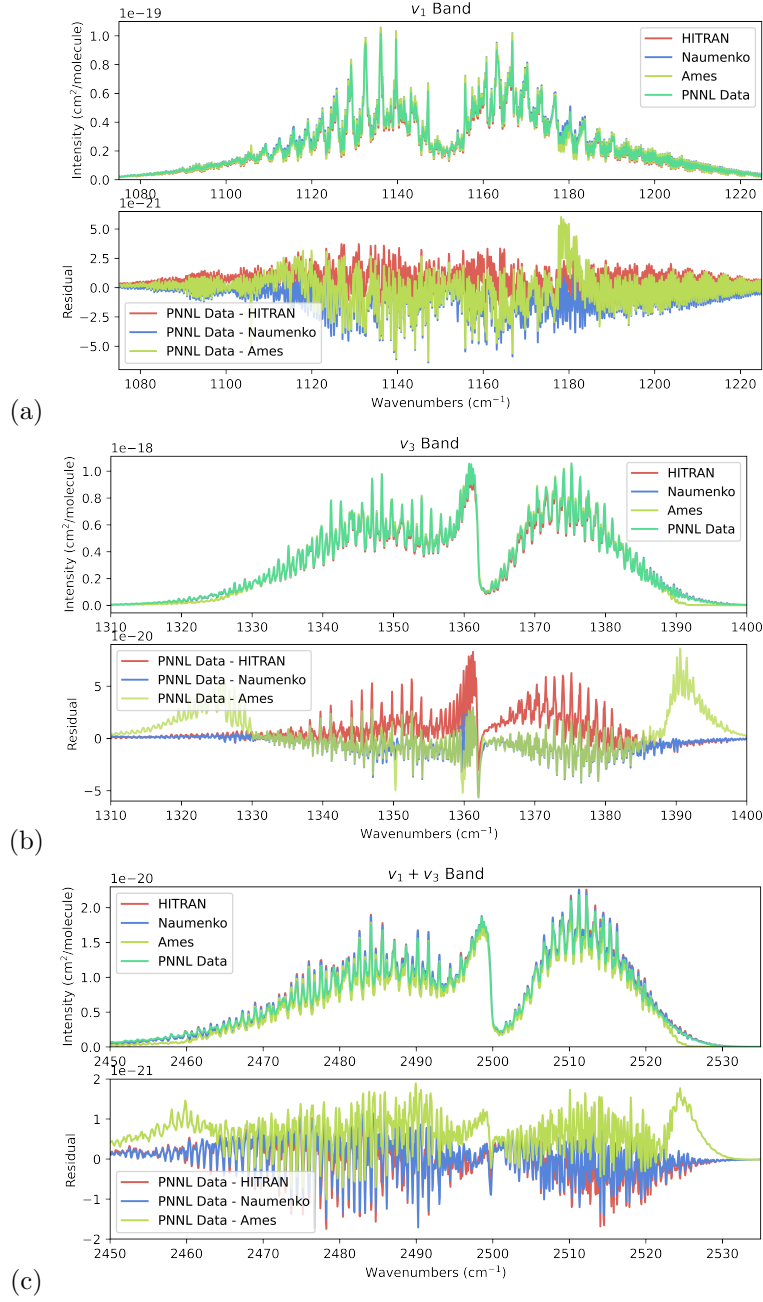 1e−19
v₁ Band
Intensity (cm²/molecule)
1.0
0.8
0.6
0.4
0.2
0.0
HITRAN
Naumenko
Ames
PNNL Data
1080 1100 1120 1140 1160 1180 1200 1220
1e−21
Residual
5.0
2.5
0.0
−2.5
−5.0
PNNL Data - HITRAN
PNNL Data - Naumenko
PNNL Data - Ames
1080 1100 1120 1140 1160 1180 1200 1220
Wavenumbers (cm⁻¹)
(a)
1e−18
v₃ Band
Intensity (cm²/molecule)
1.0
0.8
0.6
0.4
0.2
0.0
HITRAN
Naumenko
Ames
PNNL Data
1310 1320 1330 1340 1350 1360 1370 1380 1390 1400
1e−20
Residual
5
0
−5
PNNL Data - HITRAN
PNNL Data - Naumenko
PNNL Data - Ames
1310 1320 1330 1340 1350 1360 1370 1380 1390 1400
Wavenumbers (cm⁻¹)
(b)
1e−20
v₁ + v₃ Band
Intensity (cm²/molecule)
2.0
1.5
1.0
0.5
0.0
HITRAN
Naumenko
Ames
PNNL Data
2450 2460 2470 2480 2490 2500 2510 2520 2530
1e−21
Residual
2
1
0
−1
−2
PNNL Data - HITRAN
PNNL Data - Naumenko
PNNL Data - Ames
2450 2460 2470 2480 2490 2500 2510 2520 2530
Wavenumbers (cm⁻¹)
(c)